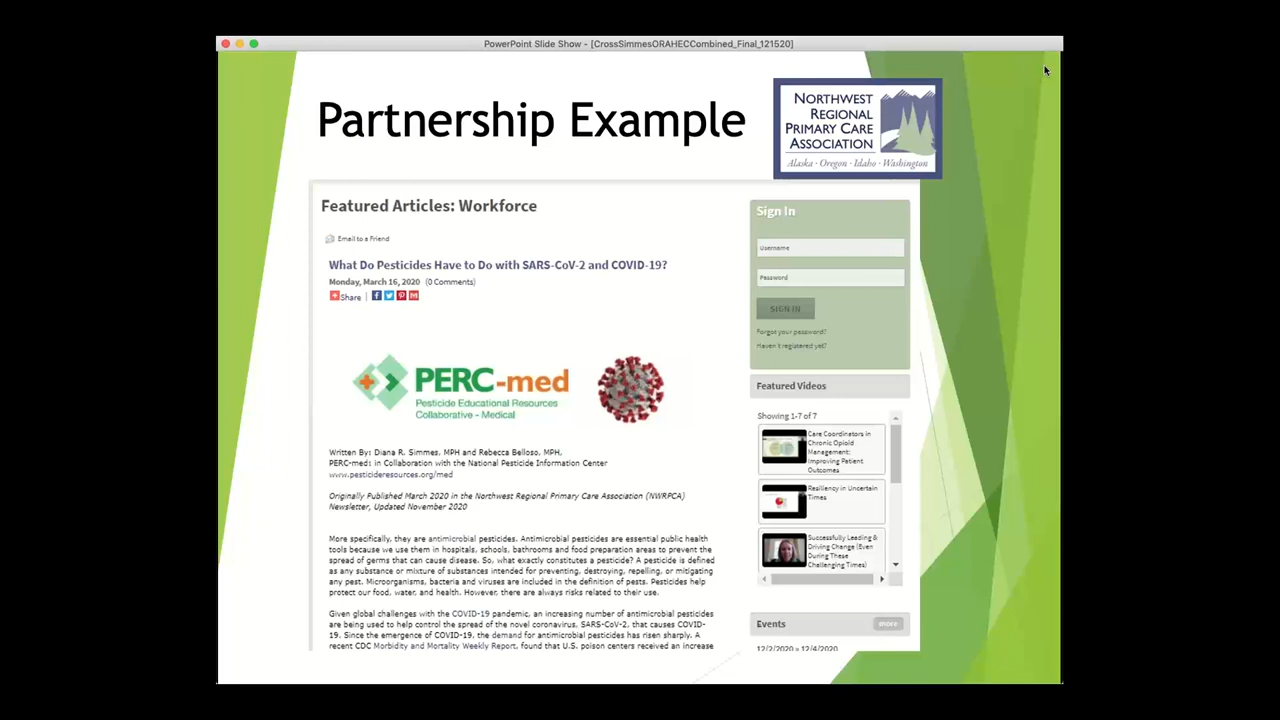 PowerPoint Slide Show - [CrossSimmesORAHECCombined_Final_121520]
Partnership Example
NORTHWEST
REGIONAL
PRIMARY CARE
ASSOCIATION
Alaska · Oregon · Idaho · Washington
Featured Articles: Workforce
Email to a Friend
What Do Pesticides Have to Do with SARS-CoV-2 and COVID-19?
Monday, March 16, 2020 (0 Comments)
Share |
PERC-med
Pesticide Educational Resources
Collaborative - Medical
Written By: Diana R. Simmes, MPH and Rebecca Belloso, MPH,
PERC-med: in Collaboration with the National Pesticide Information Center
www.pesticideresources.org/med
Originally Published March 2020 in the Northwest Regional Primary Care Association (NWRPCA)
Newsletter, Updated November 2020
More specifically, they are antimicrobial pesticides. Antimicrobial pesticides are essential public health
tools because we use them in hospitals, schools, bathrooms and food preparation areas to prevent the
spread of germs that can cause disease. So, what exactly constitutes a pesticide? A pesticide is defined
as any substance or mixture of substances intended for preventing, destroying, repelling, or mitigating
any pest. Microorganisms, bacteria and viruses are included in the definition of pests. Pesticides help
protect our food, water, and health. However, there are always risks related to their use.
Given global challenges with the COVID-19 pandemic, an increasing number of antimicrobial pesticides
are being used to help control the spread of the novel coronavirus, SARS-CoV-2, that causes COVID-
19. Since the emergence of COVID-19, the demand for antimicrobial pesticides has risen sharply. A
recent CDC Morbidity and Mortality Weekly Report, found that U.S. poison centers received an increase
Sign In
Username
Password
SIGN IN
Forgot your password?
Haven't registered yet?
Featured Videos
Showing 1-7 of 7
Care Coordinators in
Chronic Opioid
Management:
Improving Patient
Outcomes
Resiliency in Uncertain
Times
Successfully Leading &
Driving Change (Even
During These
Challenging Times)
Events
more
12/2/2020 » 12/4/2020